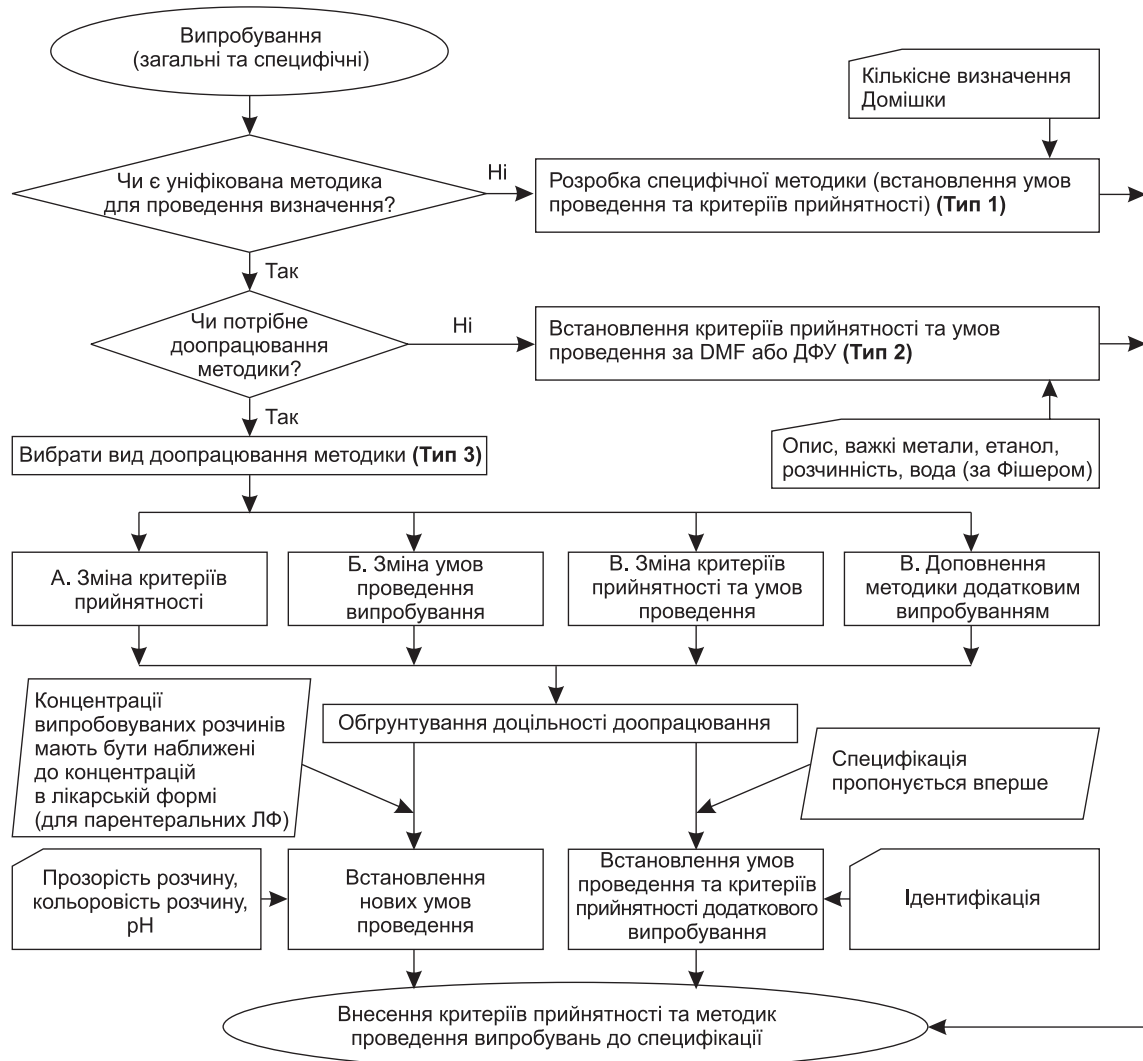 Випробування
(загальні та специфічні)
Кількісне визначення
Домішки
Чи є уніфікована методика
для проведення визначення?
Ні
Розробка специфічної методики (встановлення умов
проведення та критеріїв прийнятності) (Тип 1)
Так
Чи потрібне
доопрацювання
методики?
Ні
Встановлення критеріїв прийнятності та умов
проведення за DMF або ДФУ (Тип 2)
Так
Опис, важкі метали, етанол,
розчинність, вода (за Фішером)
Вибрати вид доопрацювання методики (Тип 3)
А. Зміна критеріїв
прийнятності
Б. Зміна умов
проведення
випробування
В. Зміна критеріїв
прийнятності та умов
проведення
В. Доповнення
методики додатковим
випробуванням
Концентрації
випробовуваних розчинів
мають бути наближені
до концентрацій
в лікарській формі
(для парентеральних ЛФ)
Обгрунтування доцільності доопрацювання
Специфікація
пропонується вперше
Прозорість розчину,
кольоровість розчину,
рН
Встановлення
нових умов
проведення
Встановлення умов
проведення та критеріїв
прийнятності додаткового
випробування
Ідентифікація
Внесення критеріїв прийнятності та методик
проведення випробувань до специфікації